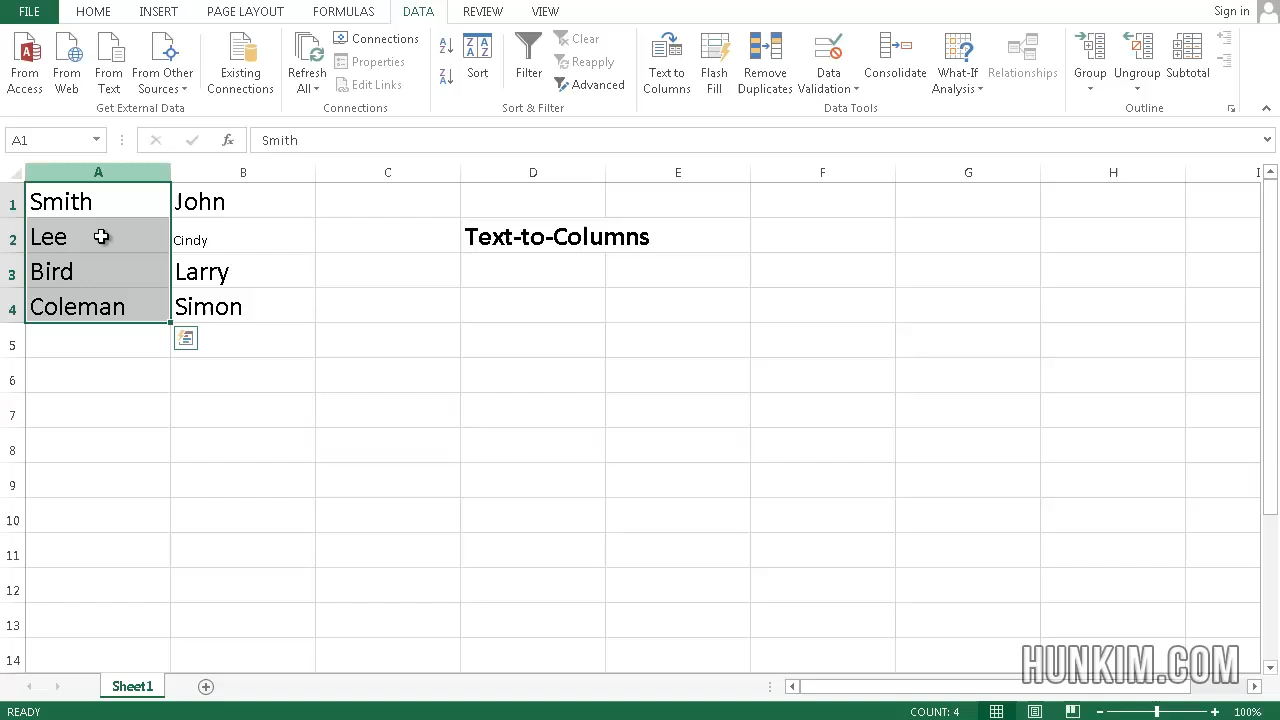 FILE HOME INSERT PAGE LAYOUT FORMULAS DATA REVIEW VIEW Sign in
From Access
From Web
From Text
From Other Sources
Existing Connections
Get External Data
Refresh All
Connections
Properties
Edit Links
Connections
Sort
Filter
Clear
Reapply
Advanced
Sort & Filter
Text to Columns
Flash Fill
Remove Duplicates
Data Validation
Consolidate
What-If Analysis
Relationships
Data Tools
Group
Ungroup
Subtotal
Outline
A1 fx Smith
A B C D E F G H I
1 Smith John
2 Lee Cindy Text-to-Columns
3 Bird Larry
4 Coleman Simon
5
6
7
8
9
10
11
12
13
14
HUNKIM.COM
Sheet1
READY COUNT: 4 100%